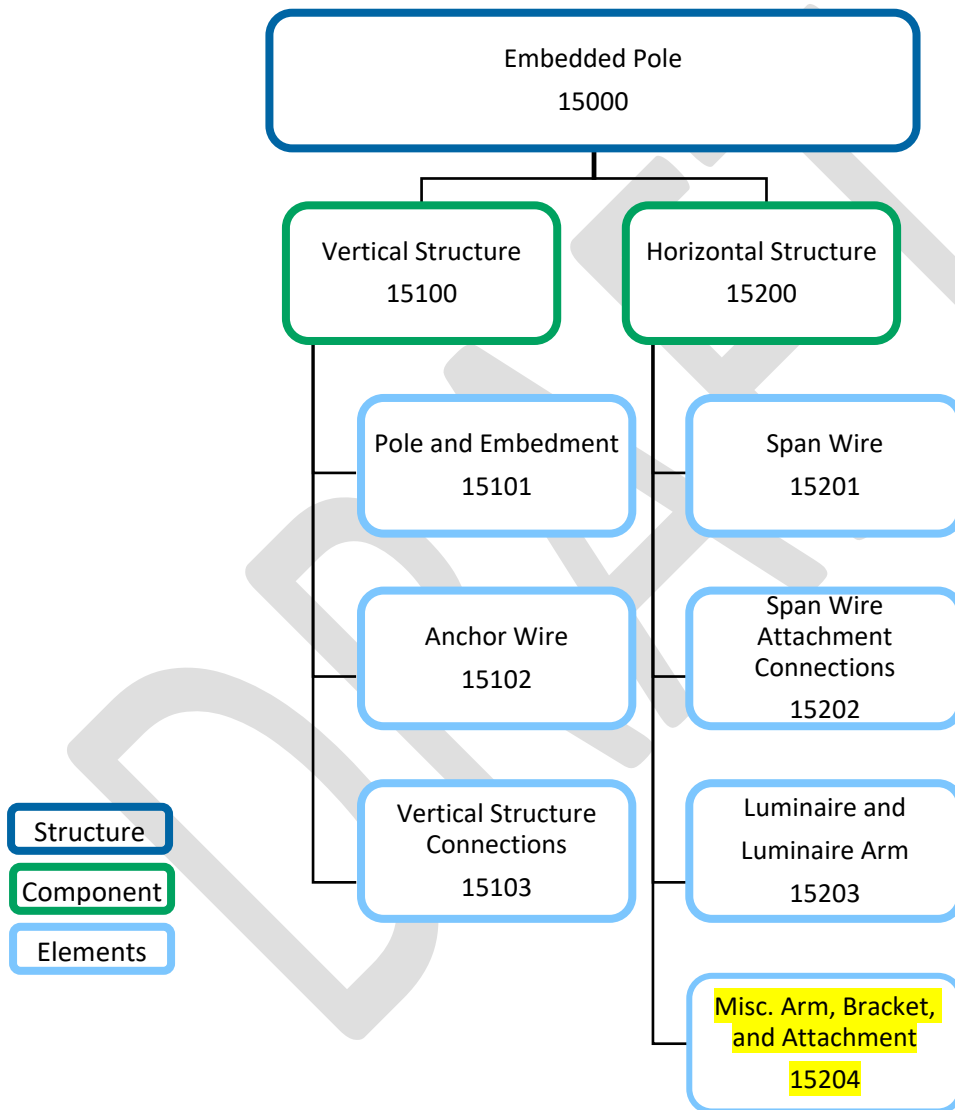 Embedded Pole
15000
Vertical Structure
15100
Horizontal Structure
15200
Pole and Embedment
15101
Span Wire
15201
Anchor Wire
15102
Span Wire
Attachment
Connections
15202
Vertical Structure
Connections
15103
Luminaire and
Luminaire Arm
15203
Misc. Arm, Bracket,
and Attachment
15204
Structure
Component
Elements
DRAFT